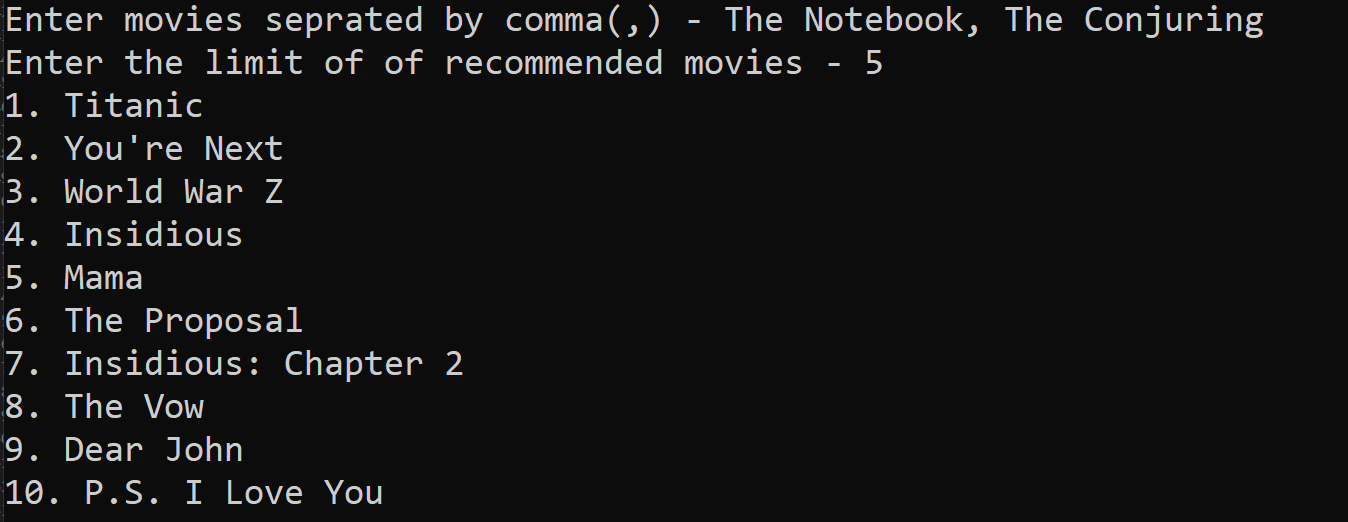 Enter movies seprated by comma(,) - The Notebook, The Conjuring
Enter the limit of of recommended movies - 5
1. Titanic
2. You're Next
3. World War Z
4. Insidious
5. Mama
6. The Proposal
7. Insidious: Chapter 2
8. The Vow
9. Dear John
10. P.S. I Love You